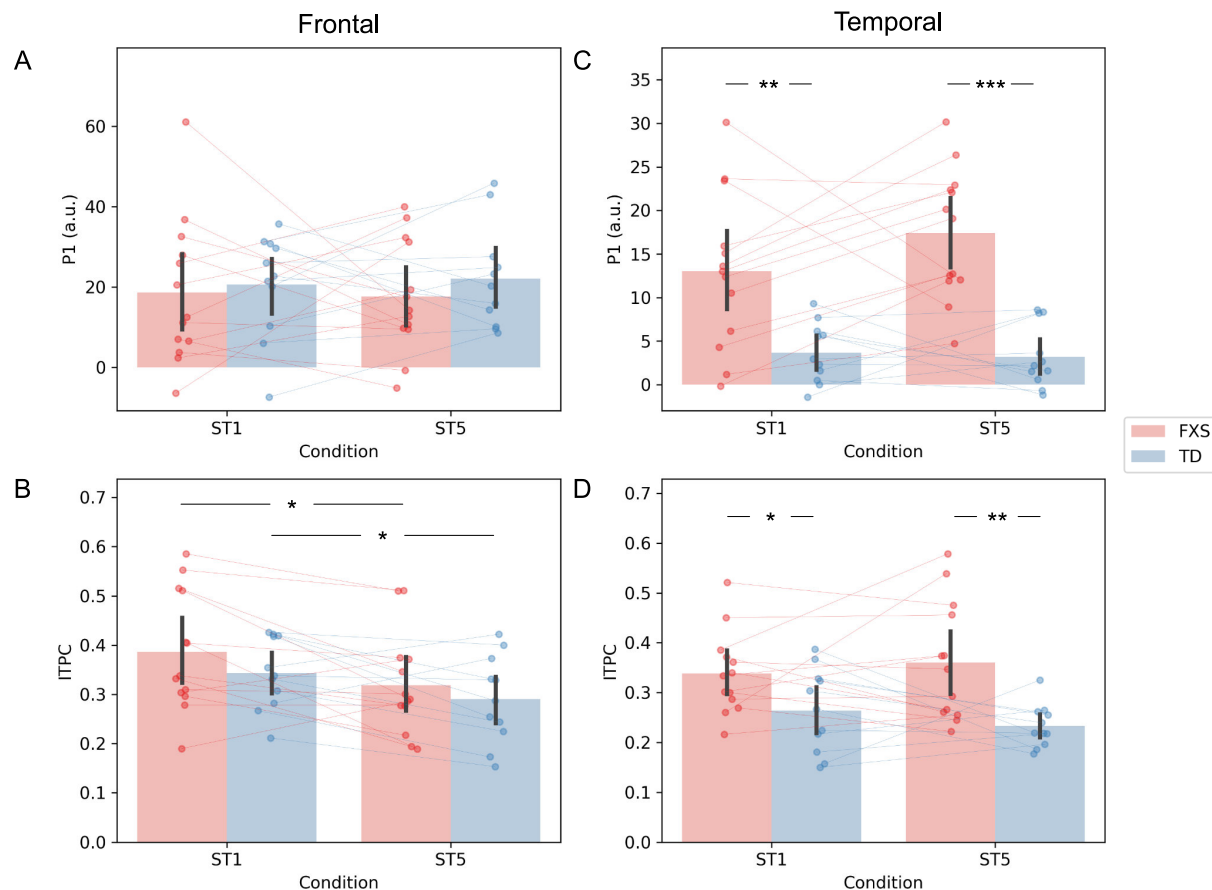 Frontal
Temporal
A
P1 (a.u.)
60
40
20
0
ST1
ST5
Condition
C
P1 (a.u.)
35
30
25
20
15
10
5
0
**
***
ST1
ST5
Condition
FXS
TD
B
ITPC
0.7
0.6
0.5
0.4
0.3
0.2
0.1
0.0
*
*
ST1
ST5
Condition
D
ITPC
0.7
0.6
0.5
0.4
0.3
0.2
0.1
0.0
*
**
ST1
ST5
Condition